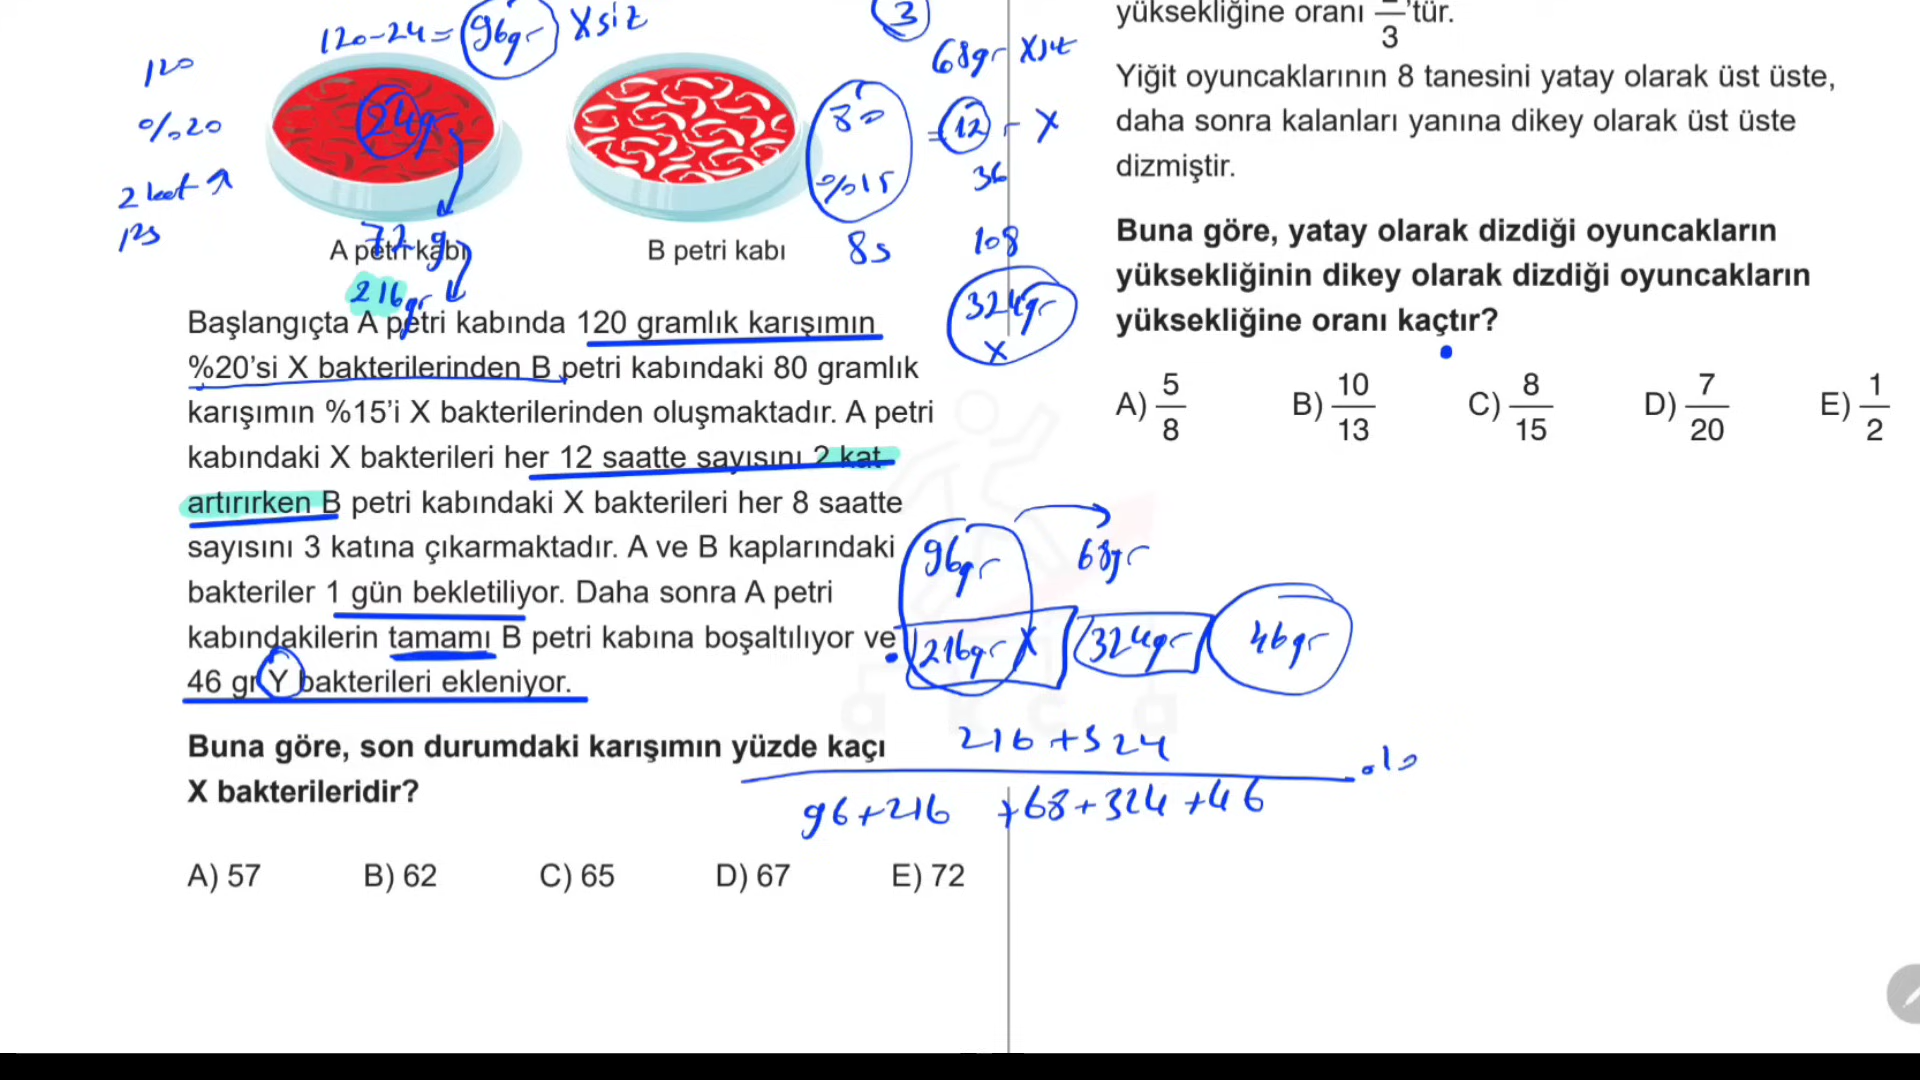 120-24= 96gr Xsiz
120
%20
2 kat ↑
12s
24gr
72 gr
216gr
A petri kabı
B petri kabı
3
80
%15
8s
68gr
= 12 - X
36
108
324gr
X
Başlangıçta A petri kabında 120 gramlık karışımın
%20’si X bakterilerinden B petri kabındaki 80 gramlık
karışımın %15’i X bakterilerinden oluşmaktadır. A petri
kabındaki X bakterileri her 12 saatte sayısını 2 kat
artırırken B petri kabındaki X bakterileri her 8 saatte
sayısını 3 katına çıkarmaktadır. A ve B kaplarındaki
bakteriler 1 gün bekletiliyor. Daha sonra A petri
kabındakilerin tamamı B petri kabına boşaltılıyor ve
46 gr Y bakterileri ekleniyor.
Buna göre, son durumdaki karışımın yüzde kaçı
X bakterileridir?
A) 57 B) 62 C) 65 D) 67 E) 72
96gr 68gr
216gr X 324gr 46gr
216 +324
96+216 +68+324 +46
yüksekliğine oranı /3 ’tür.
Yiğit oyuncaklarının 8 tanesini yatay olarak üst üste,
daha sonra kalanları yanına dikey olarak üst üste
dizmiştir.
Buna göre, yatay olarak dizdiği oyuncakların
yüksekliğinin dikey olarak dizdiği oyuncakların
yüksekliğine oranı kaçtır?
A) 5/8 B) 10/13 C) 8/15 D) 7/20 E) 1/2